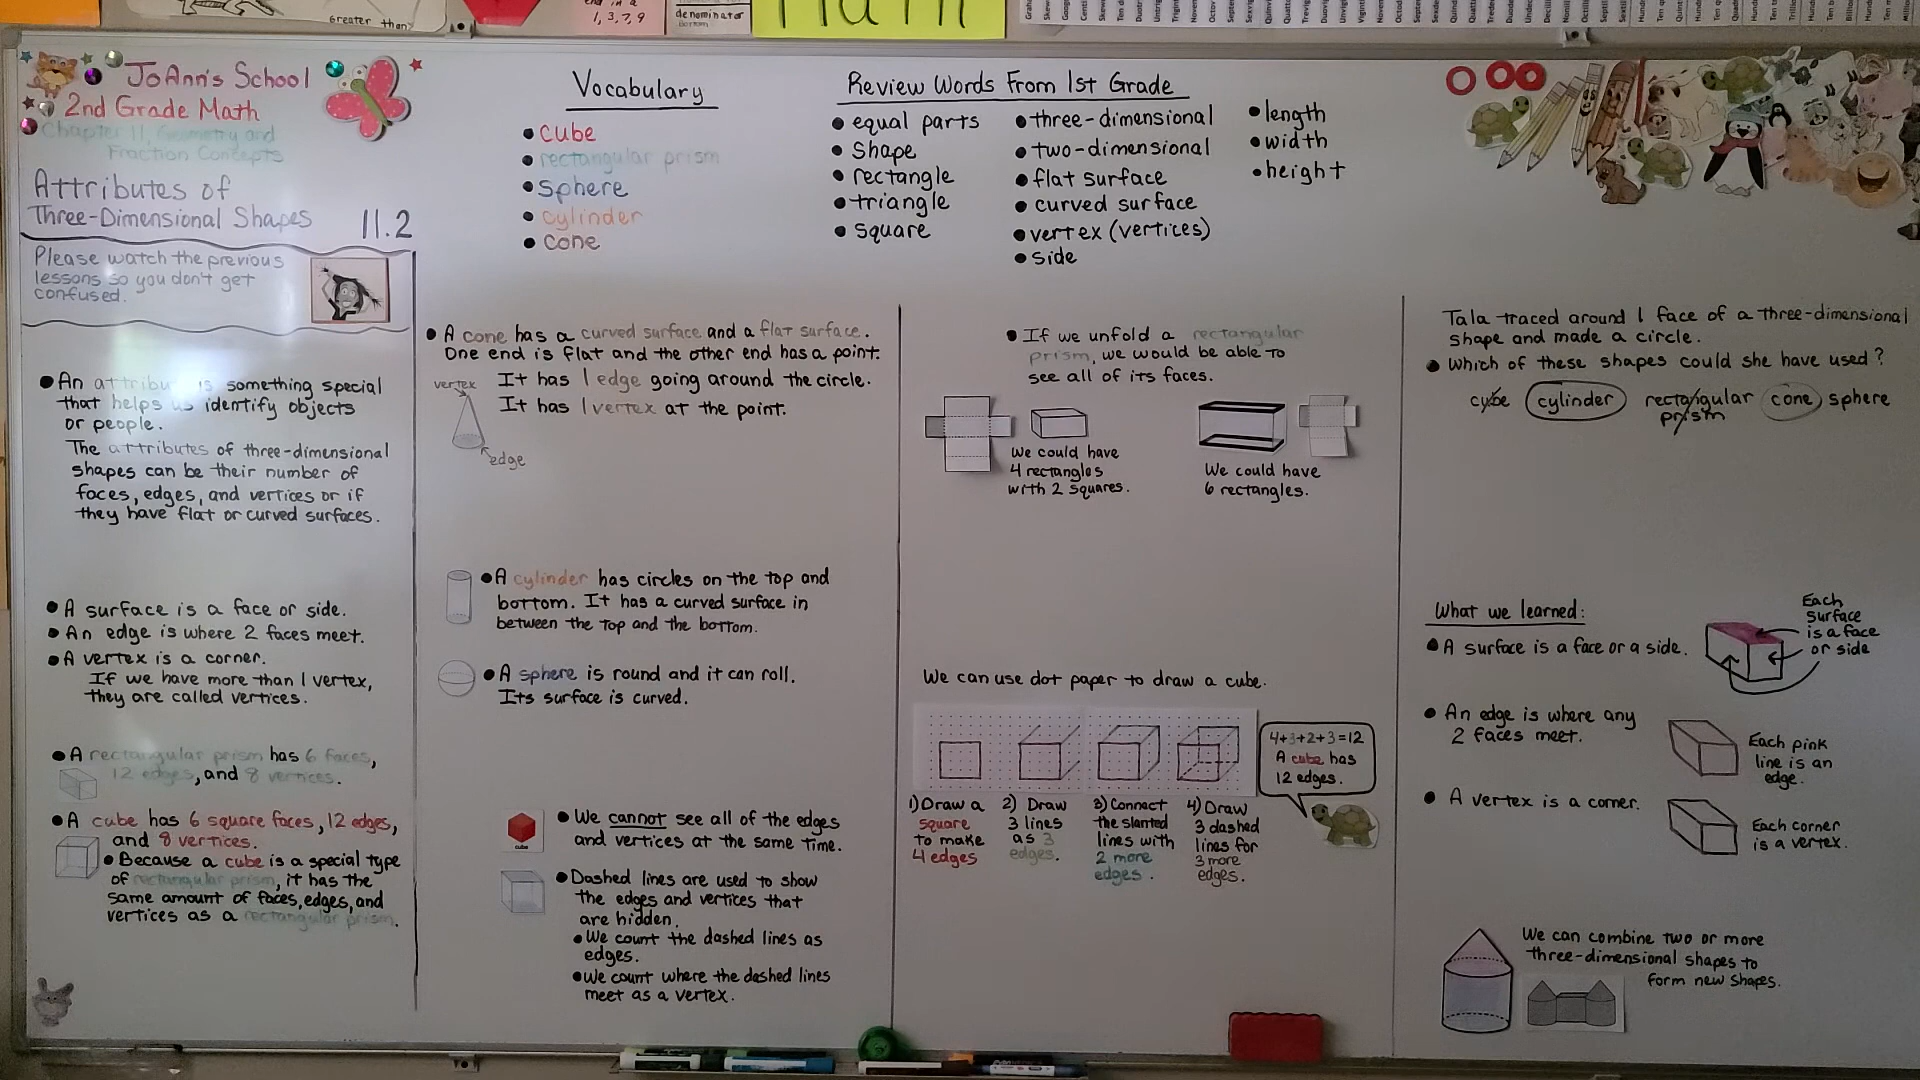 greater than
1, 3, 7, 9
denominator
bottom
Math
JoAnn's School
2nd Grade Math
Chapter 11, Geometry and
Fraction Concepts
Attributes of
Three-Dimensional Shapes 11.2
Please watch the previous
lessons so you don't get
confused.
Vocabulary
• cube
• rectangular prism
• sphere
• cylinder
• cone
Review Words From 1st Grade
• equal parts
• shape
• rectangle
• triangle
• square
• three-dimensional
• two-dimensional
• flat surface
• curved surface
• vertex (vertices)
• side
• length
• width
• height
• An attribu is something special
that helps us identify objects
or people.
The attributes of three-dimensional
shapes can be their number of
faces, edges, and vertices or if
they have flat or curved surfaces.
• A surface is a face or side.
• An edge is where 2 faces meet.
• A vertex is a corner.
If we have more than 1 vertex,
they are called vertices.
• A rectangular prism has 6 faces,
12 edges, and 8 vertices.
• A cube has 6 square faces, 12 edges,
and 8 vertices.
• Because a cube is a special type
of rectangular prism, it has the
same amount of faces, edges, and
vertices as a rectangular prism.
• A cone has a curved surface and a flat surface.
One end is flat and the other end has a point.
It has 1 edge going around the circle.
It has 1 vertex at the point.
vertex
edge
• A cylinder has circles on the top and
bottom. It has a curved surface in
between the top and the bottom.
• A sphere is round and it can roll.
Its surface is curved.
cube
• We cannot see all of the edges
and vertices at the same time.
• Dashed lines are used to show
the edges and vertices that
are hidden.
• We count the dashed lines as
edges.
• We count where the dashed lines
meet as a vertex.
• If we unfold a rectangular
prism, we would be able to
see all of its faces.
We could have
4 rectangles
with 2 squares.
We could have
6 rectangles.
We can use dot paper to draw a cube.
1) Draw a
square
to make
4 edges
2) Draw
3 lines
as 3
edges.
3) Connect
the slanted
lines with
2 more
edges.
4) Draw
3 dashed
lines for
3 more
edges.
4+3+2+3=12
A cube has
12 edges.
Tala traced around 1 face of a three-dimensional
shape and made a circle.
• Which of these shapes could she have used?
cube cylinder rectangular cone sphere
prism
What we learned:
• A surface is a face or a side.
Each
surface
is a face
or side
• An edge is where any
2 faces meet.
Each pink
line is an
edge.
• A vertex is a corner.
Each corner
is a vertex.
We can combine two or more
three-dimensional shapes to
form new shapes.